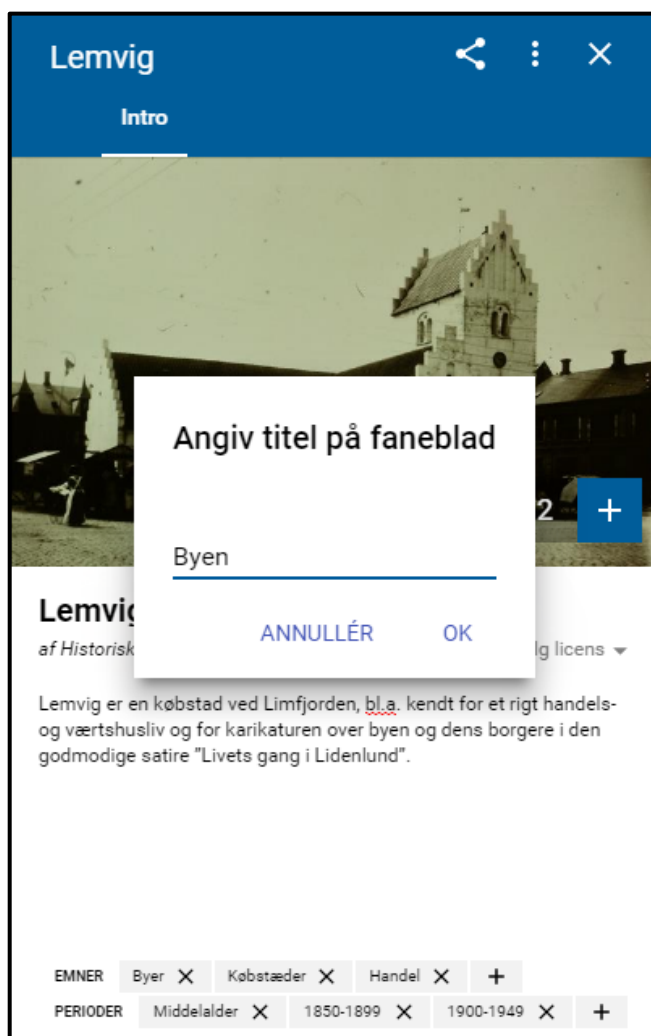 Lemvig
Intro
Angiv titel på faneblad
2
Byen
ANNULLÉR OK
Lemvig
af Historisk
lg licens
Lemvig er en købstad ved Limfjorden, bl.a. kendt for et rigt handels-
og værtshusliv og for karikaturen over byen og dens borgere i den
godmodige satire ”Livets gang i Lidenlund”.
EMNER Byer Købstæder Handel
PERIODER Middelalder 1850-1899 1900-1949